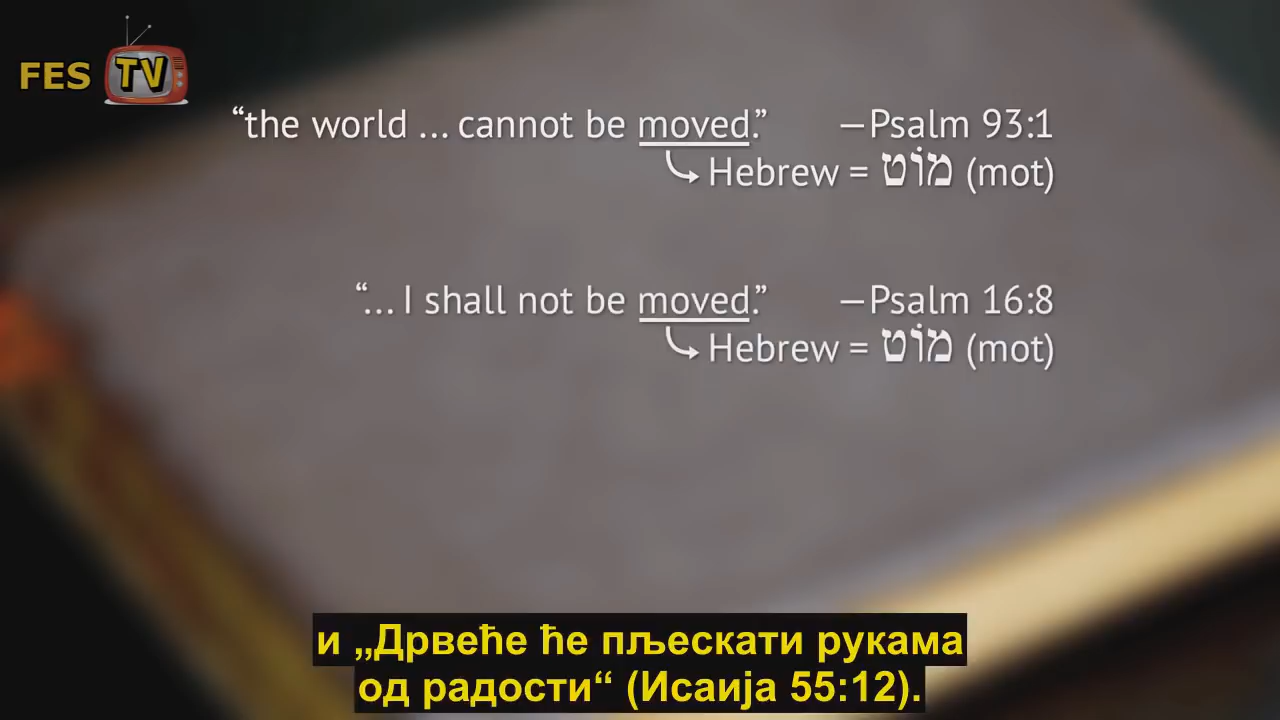 FES TV
“the world ... cannot be moved.” —Psalm 93:1
Hebrew = מוֹט (mot)
“... I shall not be moved.” —Psalm 16:8
Hebrew = מוֹט (mot)
и „Дрвеће ће пљескати рукама
од радости“ (Исаија 55:12).